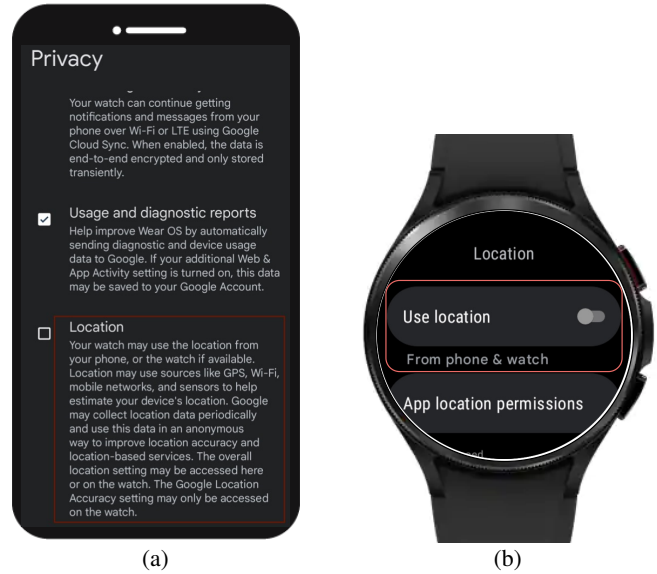 Privacy
Your watch can continue getting
notifications and messages from your
phone over Wi-Fi or LTE using Google
Cloud Sync. When enabled, the data is
end-to-end encrypted and only stored
transiently.
Usage and diagnostic reports
Help improve Wear OS by automatically
sending diagnostic and device usage
data to Google. If your additional Web &
App Activity setting is turned on, this data
may be saved to your Google Account.
Location
Your watch may use the location from
your phone, or the watch if available.
Location may use sources like GPS, Wi-Fi,
mobile networks, and sensors to help
estimate your device's location. Google
may collect location data periodically
and use this data in an anonymous
way to improve location accuracy and
location-based services. The overall
location setting may be accessed here
or on the watch. The Google Location
Accuracy setting may only be accessed
on the watch.
(a)
Location
Use location
From phone & watch
App location permissions
(b)